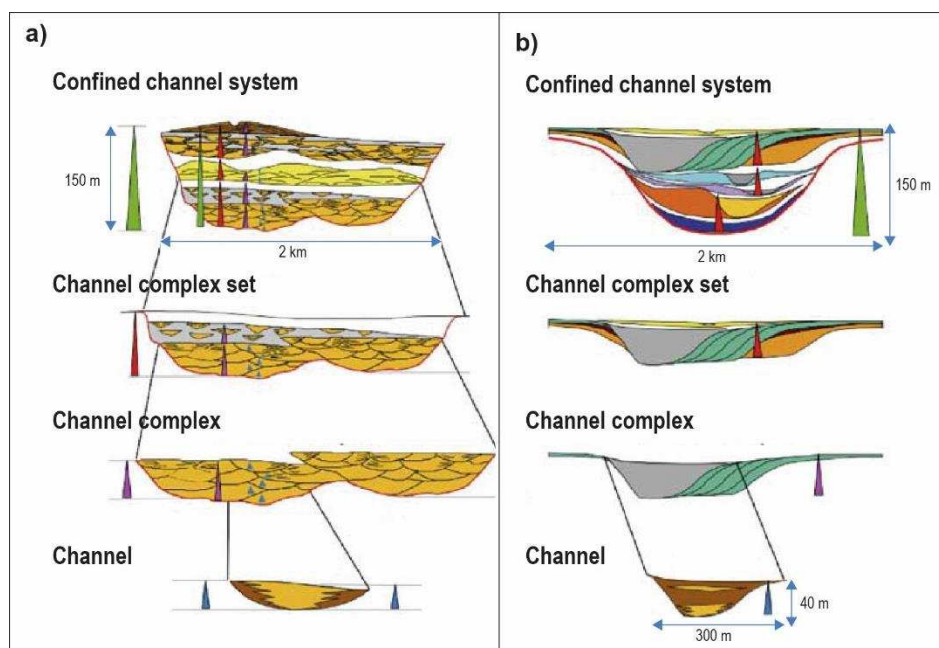 a)
Confined channel system
150 m
2 km
Channel complex set
Channel complex
Channel
b)
Confined channel system
150 m
2 km
Channel complex set
Channel complex
Channel
40 m
300 m